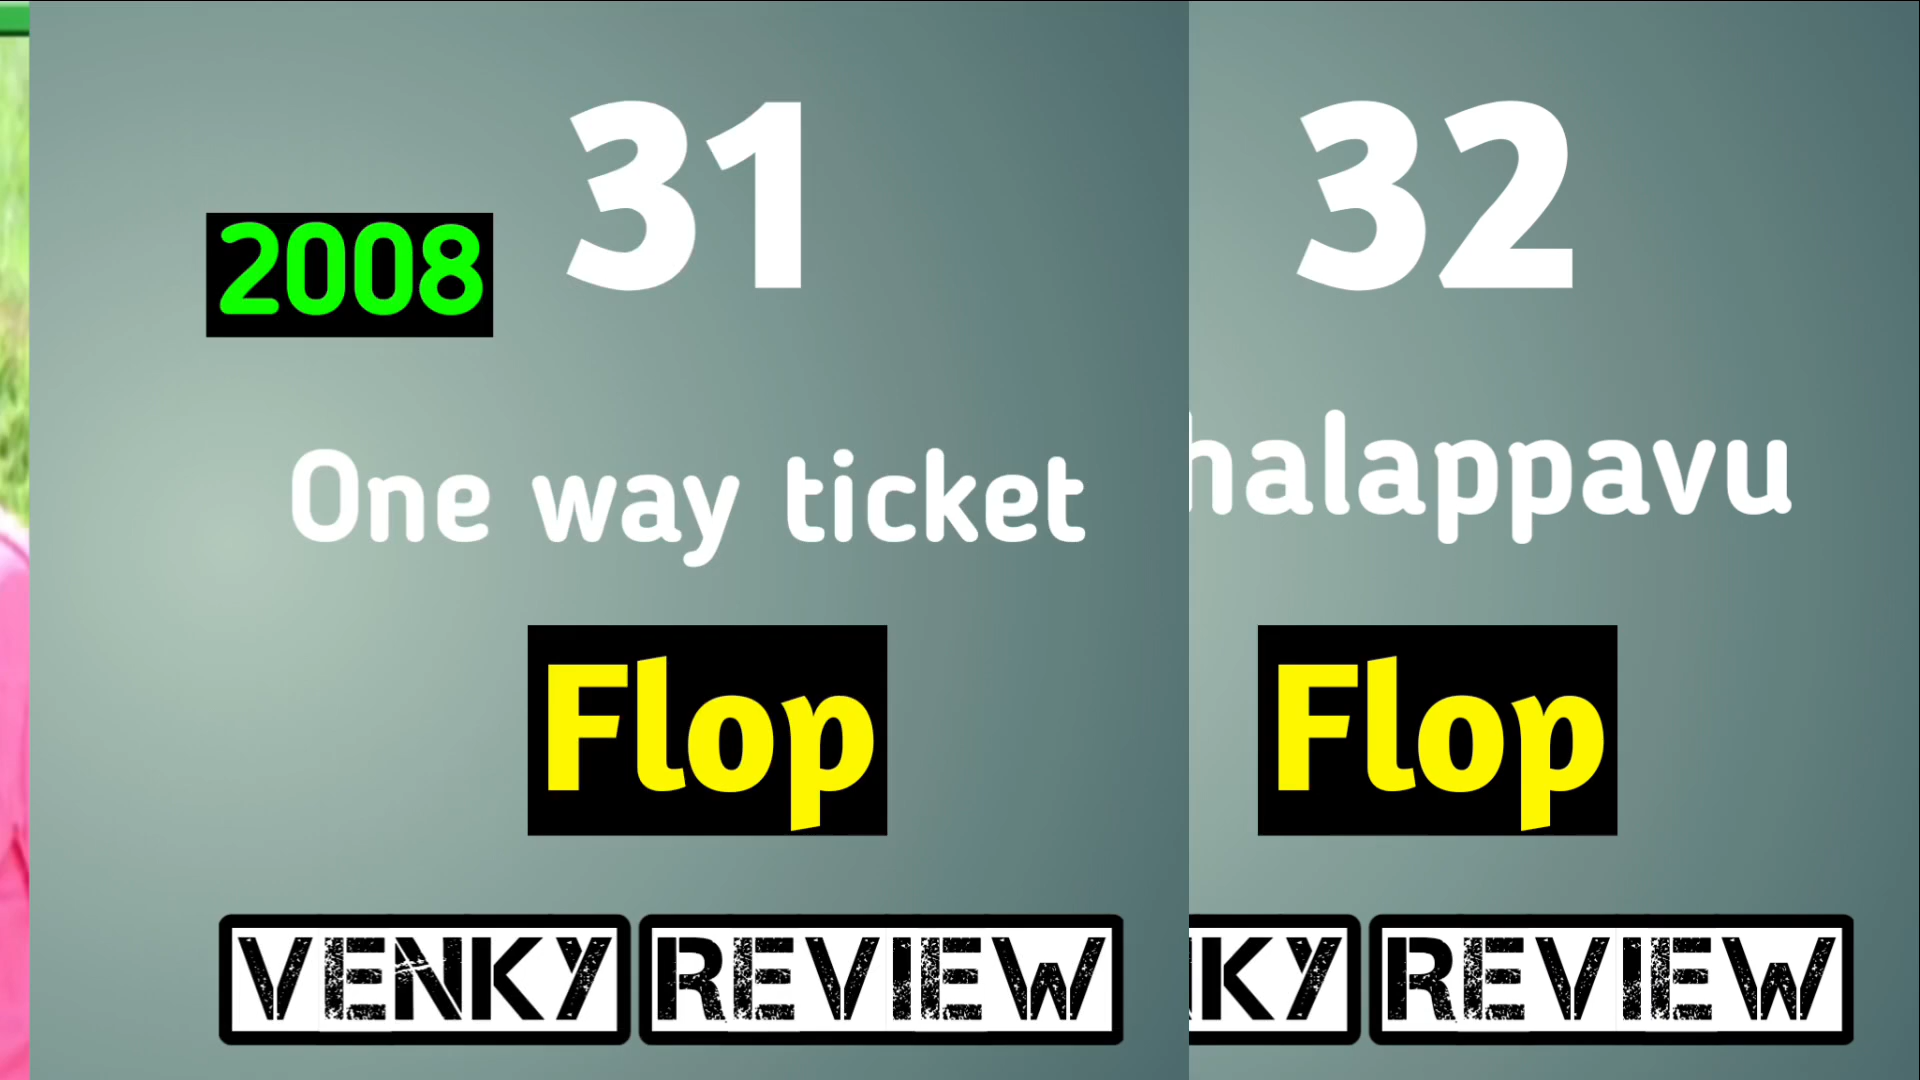 31
2008
One way ticket
Flop
VENKY REVIEW
32
halappavu
Flop
KY REVIEW